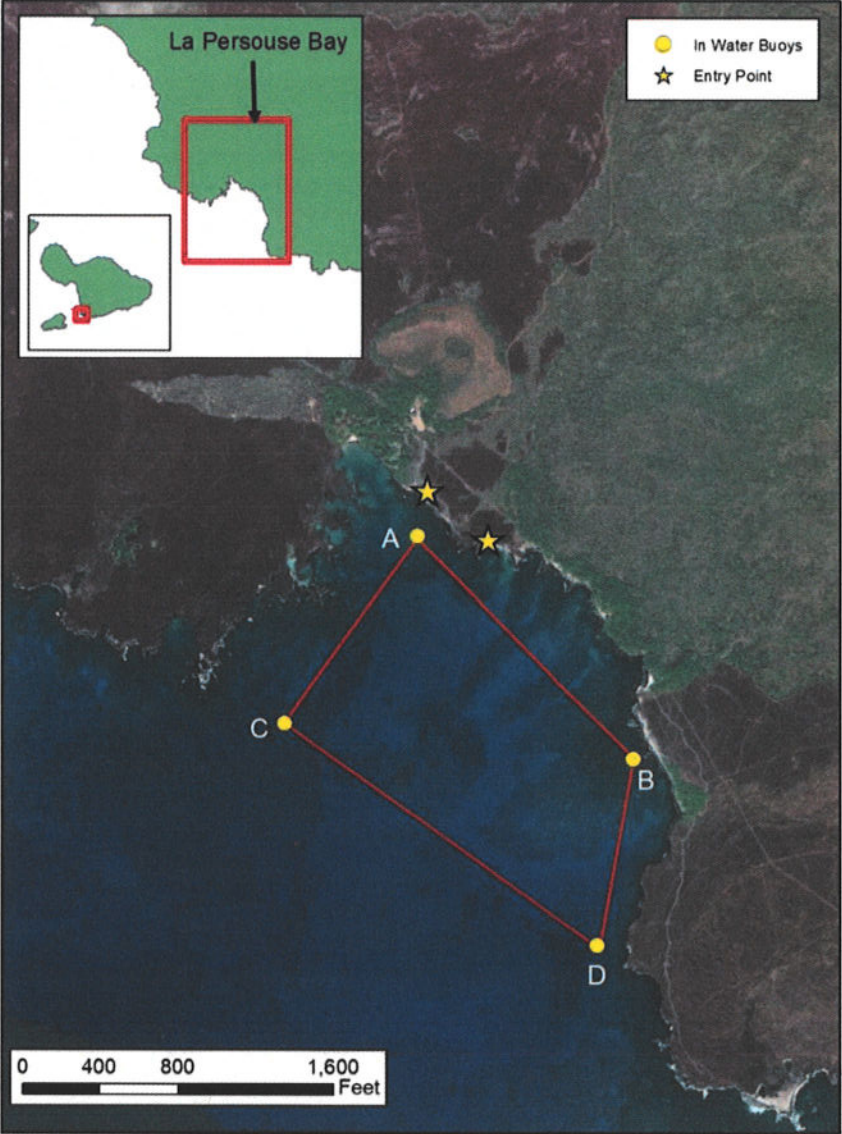 La Persouse Bay
In Water Buoys
Entry Point
A
C
B
D
0 400 800 1,600
Feet